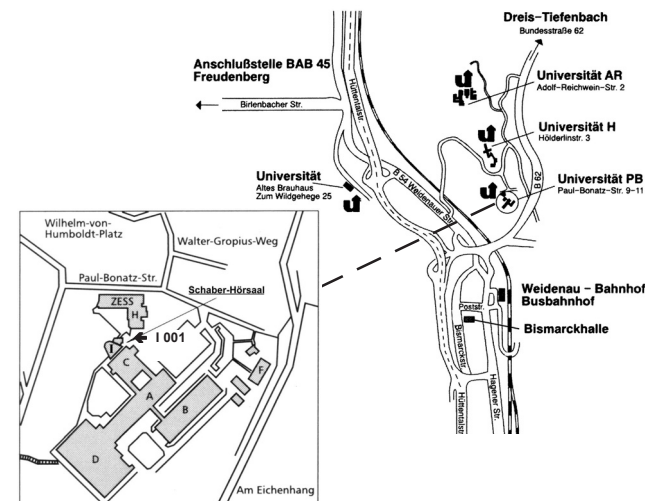 Dreis-Tiefenbach
Bundesstraße 62
Anschlußstelle BAB 45
Freudenberg
Birlenbacher Str.
Hüttentalstr.
Universität AR
Adolf-Reichwein-Str. 2
Universität H
Hölderlinstr. 3
Universität
Altes Brauhaus
Zum Wildgehege 25
B 54 Weidenauer Str.
B 62
Universität PB
Paul-Bonatz-Str. 9-11
Weidenau - Bahnhof
Busbahnhof
Poststr.
Bismarckhalle
Bismarckstr.
Hagener Str.
Hüttentalstr.
Wilhelm-von-
Humboldt-Platz
Walter-Gropius-Weg
Paul-Bonatz-Str.
Schaber-Hörsaal
ZESS
H
I 001
I
C
F
A
B
D
Am Eichenhang